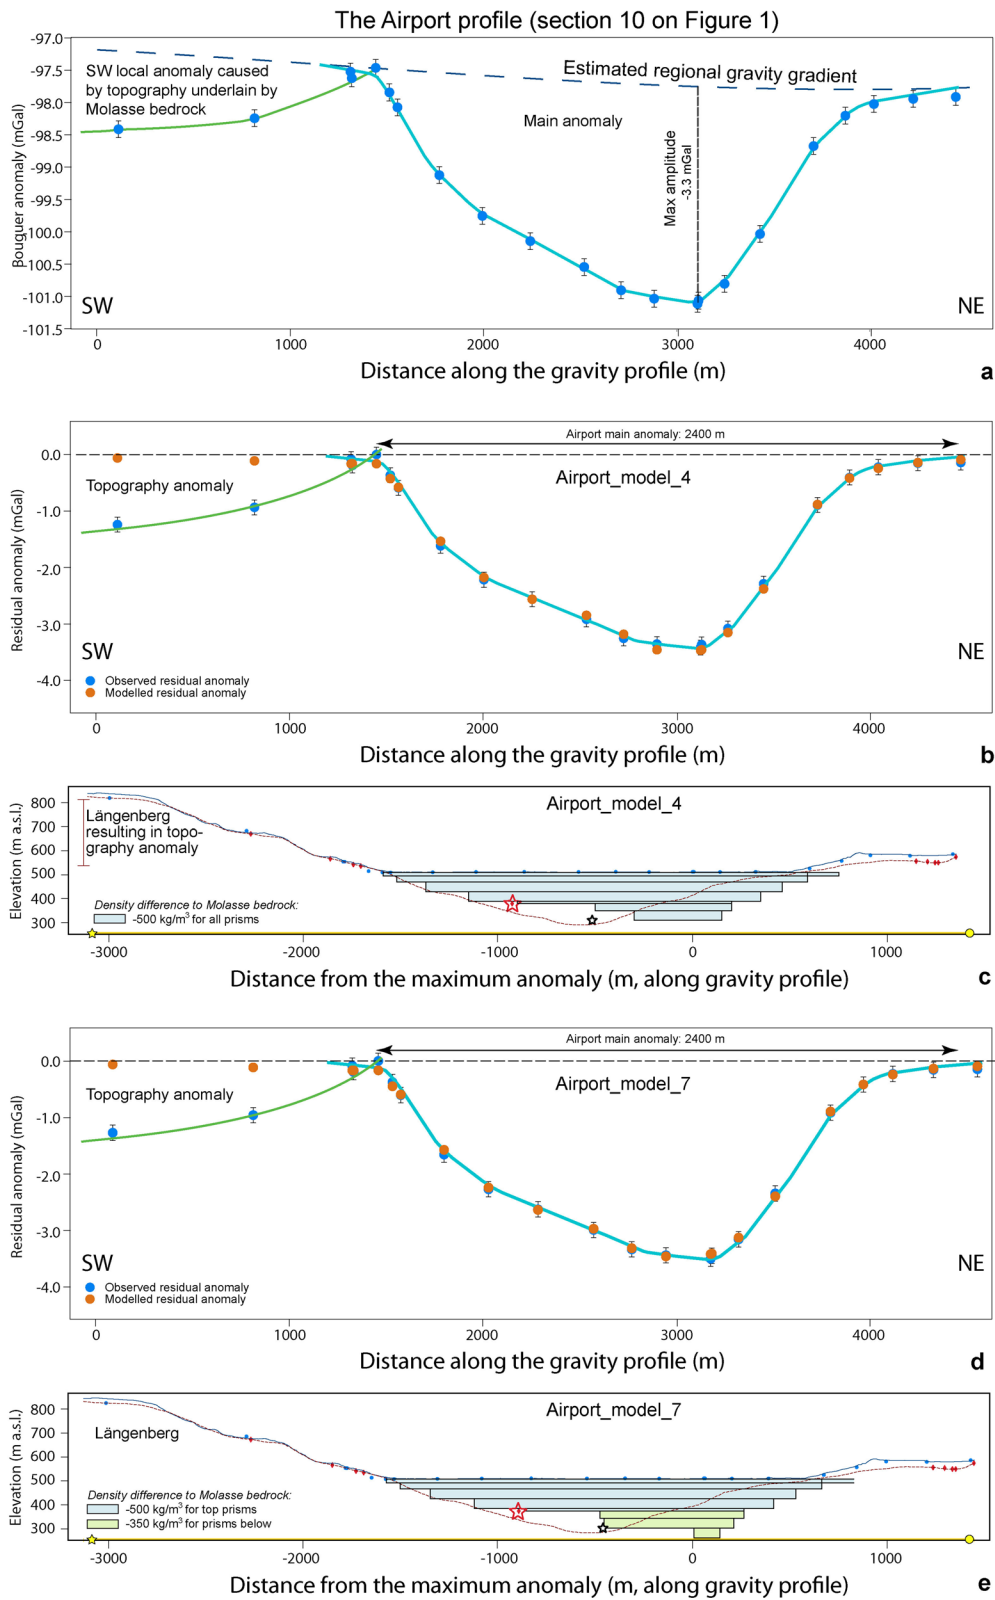 The Airport profile (section 10 on Figure 1)
-97.0
-97.5
-98.0
-98.5
-99.0
-99.5
100.0
100.5
-101.0
-101.5
Bouguer anomaly (mGal)
SW local anomaly caused
by topography underlain by
Molasse bedrock
Estimated regional gravity gradient
Main anomaly
Max amplitude
-3.3 mGal
SW
NE
0
1000
2000
3000
4000
Distance along the gravity profile (m)
a
0.0
-1.0
-2.0
-3.0
-4.0
Residual anomaly (mGal)
Airport main anomaly: 2400 m
Airport_model_4
Topography anomaly
SW
NE
Observed residual anomaly
Modelled residual anomaly
0
1000
2000
3000
4000
Distance along the gravity profile (m)
b
800
700
600
500
400
300
Elevation (m a.s.l.)
Airport_model_4
Längenberg
resulting in topo-
graphy anomaly
Density difference to Molasse bedrock:
-500 kg/m³ for all prisms
-3000
-2000
-1000
0
1000
Distance from the maximum anomaly (m, along gravity profile)
c
0.0
-1.0
-2.0
-3.0
-4.0
Residual anomaly (mGal)
Airport main anomaly: 2400 m
Airport_model_7
Topography anomaly
SW
NE
Observed residual anomaly
Modelled residual anomaly
0
1000
2000
3000
4000
Distance along the gravity profile (m)
d
800
700
600
500
400
300
Elevation (m a.s.l.)
Airport_model_7
Längenberg
Density difference to Molasse bedrock:
-500 kg/m³ for top prisms
-350 kg/m³ for prisms below
-3000
-2000
-1000
0
1000
Distance from the maximum anomaly (m, along gravity profile)
e